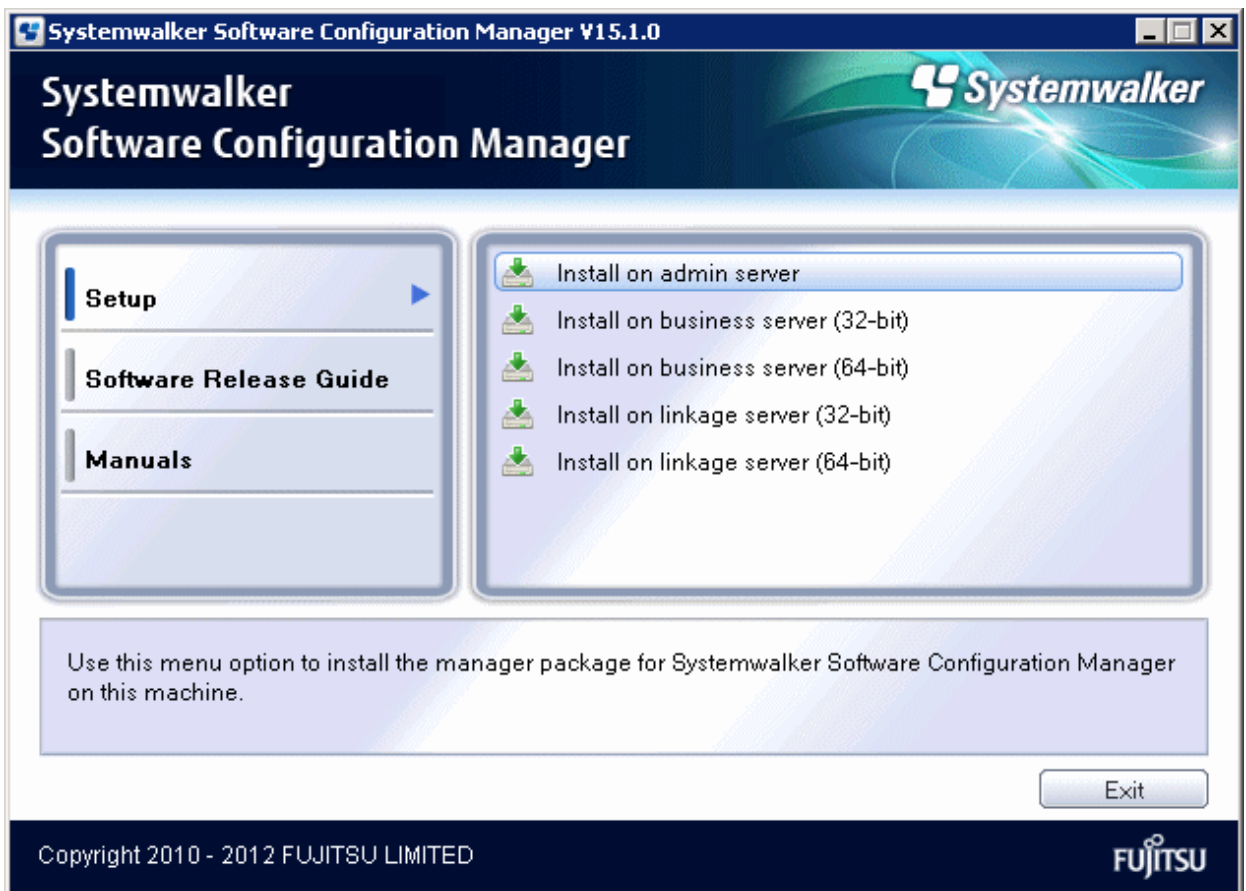 Systemwalker Software Configuration Manager V15.1.0
Systemwalker
Software Configuration Manager
Systemwalker
Setup
Software Release Guide
Manuals
Install on admin server
Install on business server (32-bit)
Install on business server (64-bit)
Install on linkage server (32-bit)
Install on linkage server (64-bit)
Use this menu option to install the manager package for Systemwalker Software Configuration Manager
on this machine.
Exit
Copyright 2010 - 2012 FUJITSU LIMITED
FUJITSU